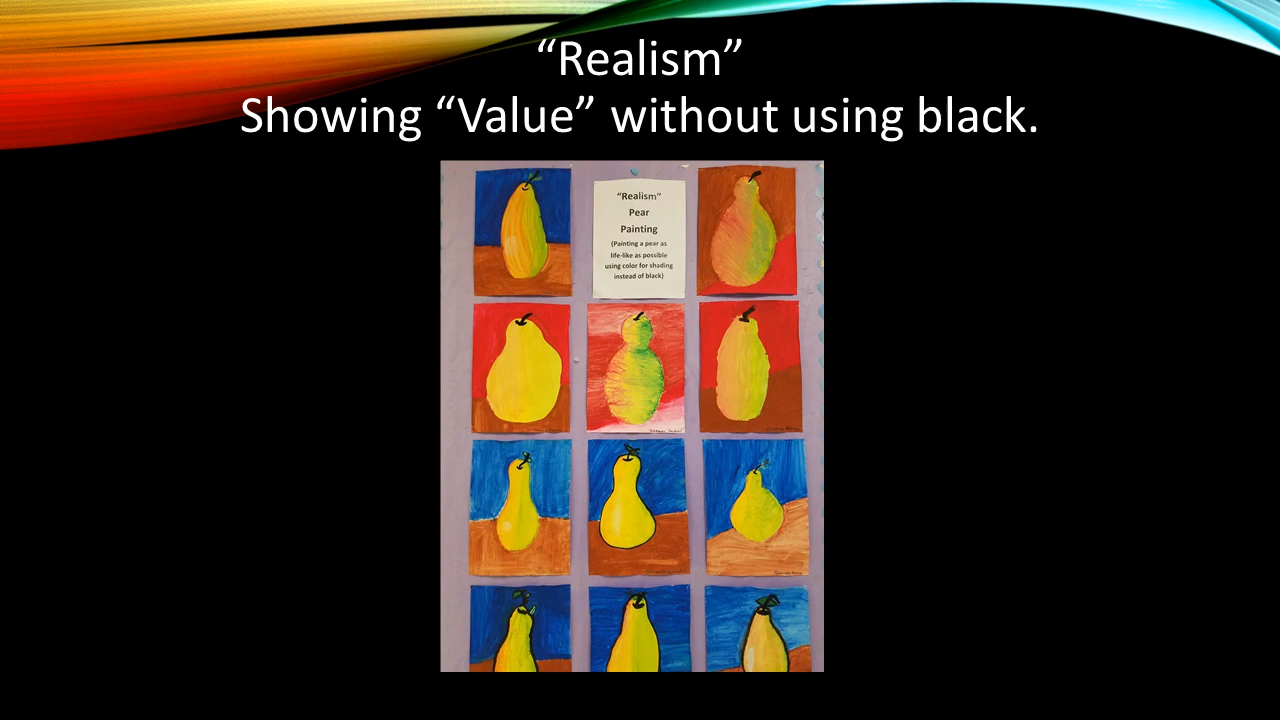 “Realism”
Showing “Value” without using black.
“Realism”
Pear
Painting
(Painting a pear as
life-like as possible
using color for shading
instead of black)